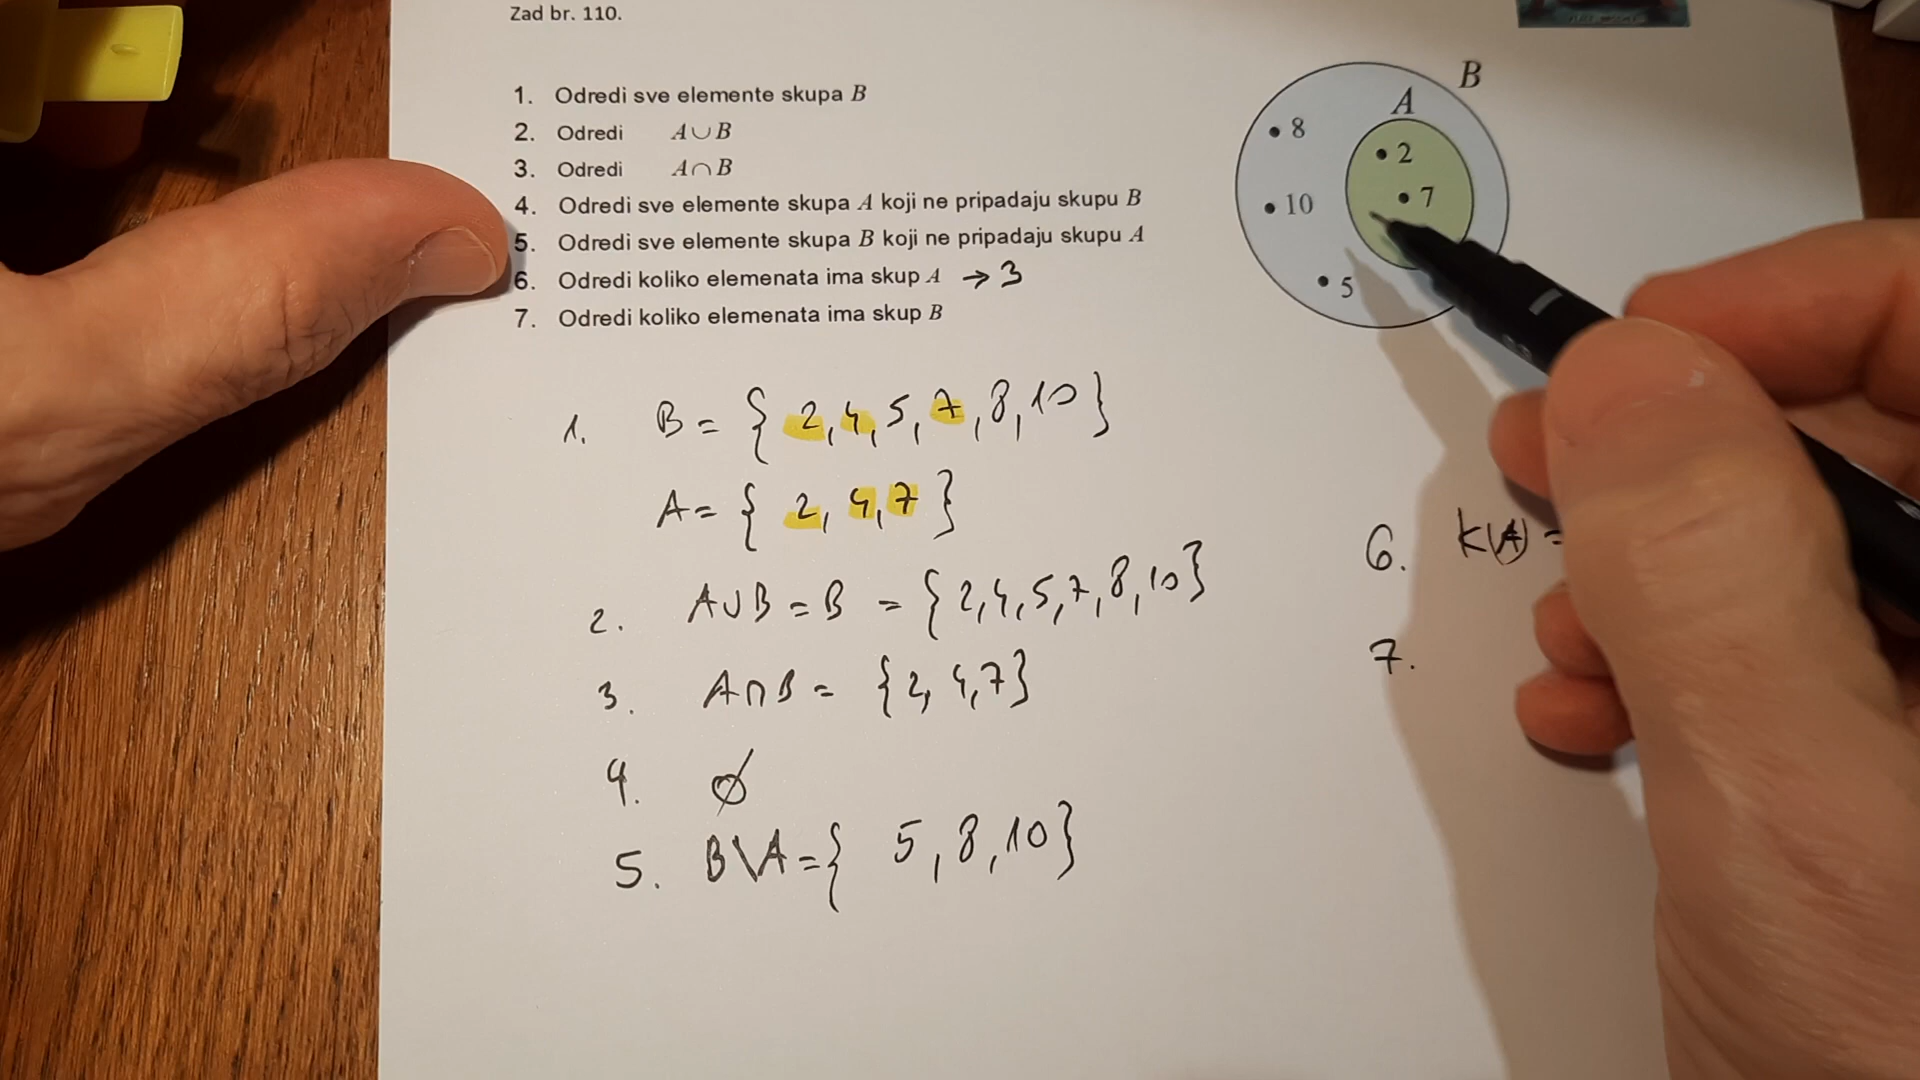 Zad br. 110.
1. Odredi sve elemente skupa B
2. Odredi A∪B
3. Odredi A∩B
4. Odredi sve elemente skupa A koji ne pripadaju skupu B
5. Odredi sve elemente skupa B koji ne pripadaju skupu A
6. Odredi koliko elemenata ima skup A → 3
7. Odredi koliko elemenata ima skup B
B
A
8
2
7
10
5
1. B = { 2, 4, 5, 7, 8, 10 }
A = { 2, 4, 7 }
2. A∪B = B = { 2, 4, 5, 7, 8, 10 }
3. A∩B = { 2, 4, 7 }
4. ∅
5. B\A = { 5, 8, 10 }
6. K(A) =
7.